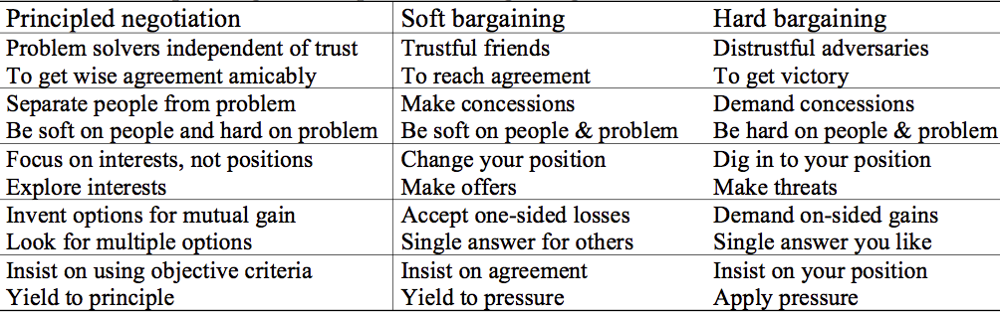 Principled negotiation Soft bargaining Hard bargaining
Problem solvers independent of trust Trustful friends Distrustful adversaries
To get wise agreement amicably To reach agreement To get victory
Separate people from problem Make concessions Demand concessions
Be soft on people and hard on problem Be soft on people & problem Be hard on people & problem
Focus on interests, not positions Change your position Dig in to your position
Explore interests Make offers Make threats
Invent options for mutual gain Accept one-sided losses Demand on-sided gains
Look for multiple options Single answer for others Single answer you like
Insist on using objective criteria Insist on agreement Insist on your position
Yield to principle Yield to pressure Apply pressure